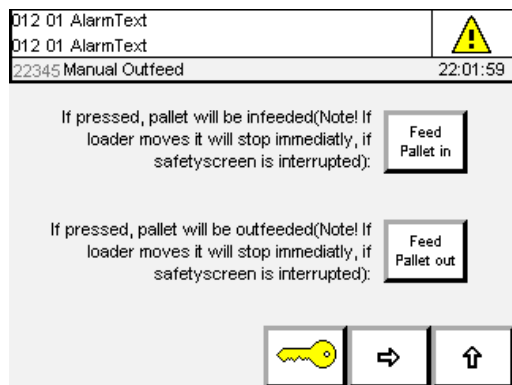 012 01 AlarmText
012 01 AlarmText
22345 Manual Outfeed 22:01:59
If pressed, pallet will be infeeded(Note! If
loader moves it will stop immediatly, if
safetyscreen is interrupted):
Feed
Pallet in
If pressed, pallet will be outfeeded(Note! If
loader moves it will stop immediatly, if
safetyscreen is interrupted):
Feed
Pallet out